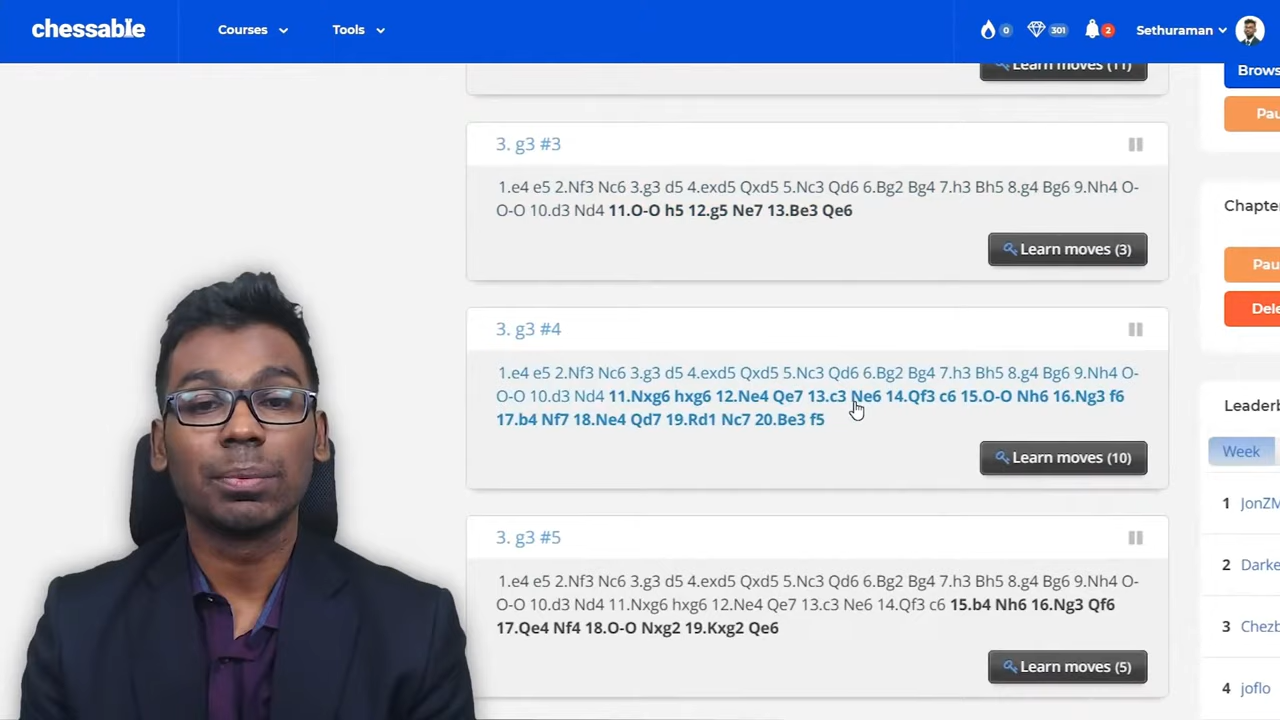 chessable
Courses
Tools
0
301
2
Sethuraman
Learn moves (11)
3. g3 #3
1.e4 e5 2.Nf3 Nc6 3.g3 d5 4.exd5 Qxd5 5.Nc3 Qd6 6.Bg2 Bg4 7.h3 Bh5 8.g4 Bg6 9.Nh4 O-
O-O 10.d3 Nd4 11.O-O h5 12.g5 Ne7 13.Be3 Qe6
Learn moves (3)
3. g3 #4
1.e4 e5 2.Nf3 Nc6 3.g3 d5 4.exd5 Qxd5 5.Nc3 Qd6 6.Bg2 Bg4 7.h3 Bh5 8.g4 Bg6 9.Nh4 O-
O-O 10.d3 Nd4 11.Nxg6 hxg6 12.Ne4 Qe7 13.c3 Ne6 14.Qf3 c6 15.O-O Nh6 16.Ng3 f6
17.b4 Nf7 18.Ne4 Qd7 19.Rd1 Nc7 20.Be3 f5
Learn moves (10)
3. g3 #5
1.e4 e5 2.Nf3 Nc6 3.g3 d5 4.exd5 Qxd5 5.Nc3 Qd6 6.Bg2 Bg4 7.h3 Bh5 8.g4 Bg6 9.Nh4 O-
O-O 10.d3 Nd4 11.Nxg6 hxg6 12.Ne4 Qe7 13.c3 Ne6 14.Qf3 c6 15.b4 Nh6 16.Ng3 Qf6
17.Qe4 Nf4 18.O-O Nxg2 19.Kxg2 Qe6
Learn moves (5)
Brows
Pau
Chapte
Pau
Dele
Leaderb
Week
1 JonZM
2 Darke
3 Chezb
4 joflo